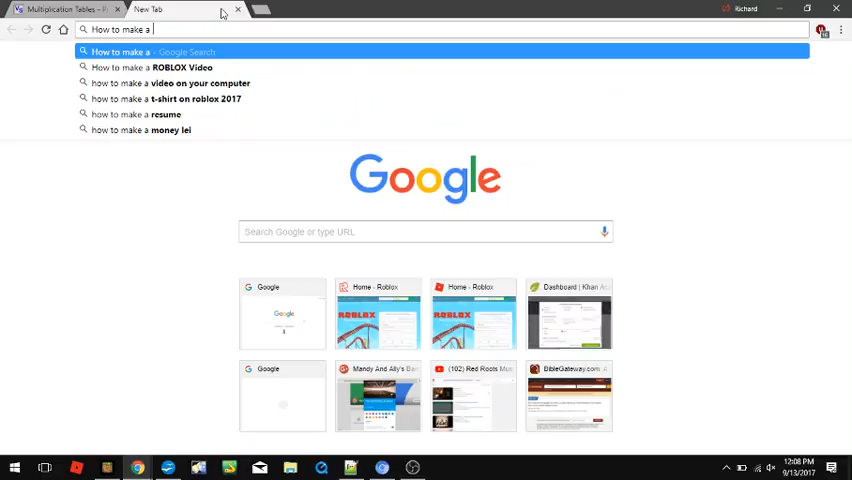 Multiplication Tables - P
New Tab
Richard
How to make a
How to make a - Google Search
How to make a ROBLOX Video
how to make a video on your computer
how to make a t-shirt on roblox 2017
how to make a resume
how to make a money lei
Google
Search Google or type URL
Google
Home - Roblox
Home - Roblox
Dashboard | Khan Ac
Google
Mandy And Ally's Ba
(102) Red Roots Mus
BibleGateway.com
12:08 PM
9/13/2017